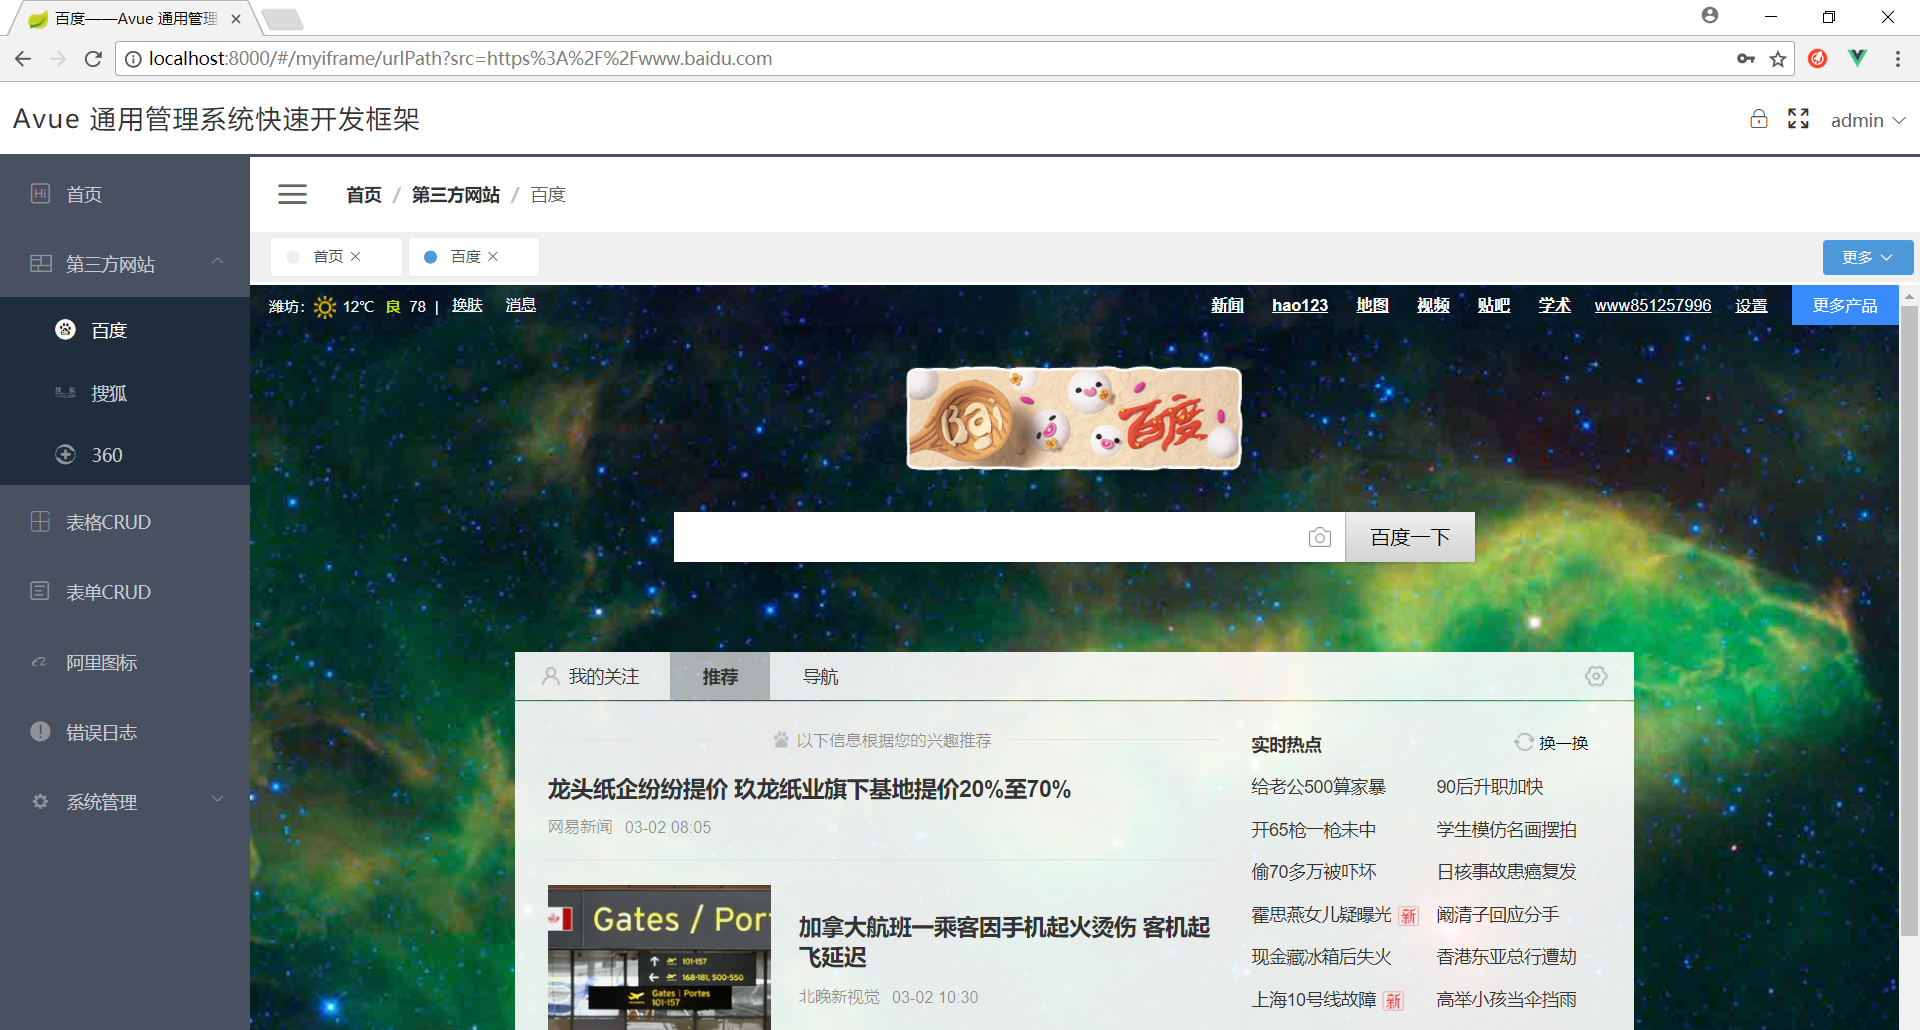 百度——Avue 通用管理
localhost:8000/#/myiframe/urlPath?src=https%3A%2F%2Fwww.baidu.com
Avue 通用管理系统快速开发框架
admin
首页
第三方网站
百度
搜狐
360
表格CRUD
表单CRUD
阿里图标
错误日志
系统管理
首页 / 第三方网站 / 百度
首页
百度
更多
潍坊: 12℃ 良 78 | 换肤 消息
新闻 hao123 地图 视频 贴吧 学术 www851257996 设置 更多产品
Bai 百度
百度一下
我的关注 推荐 导航
以下信息根据您的兴趣推荐
龙头纸企纷纷提价 玖龙纸业旗下基地提价20%至70%
网易新闻 03-02 08:05
Gates / Por
101-157
168-181, 500-550
Gates | Portes
101-157
加拿大航班一乘客因手机起火烫伤 客机起
飞延迟
北晚新视觉 03-02 10:30
实时热点 换一换
给老公500算家暴 90后升职加快
开65枪一枪未中 学生模仿名画摆拍
偷70多万被吓坏 日核事故患癌复发
霍思燕女儿疑曝光 新 阚清子回应分手
现金藏冰箱后失火 香港东亚总行遭劫
上海10号线故障 新 高举小孩当伞挡雨